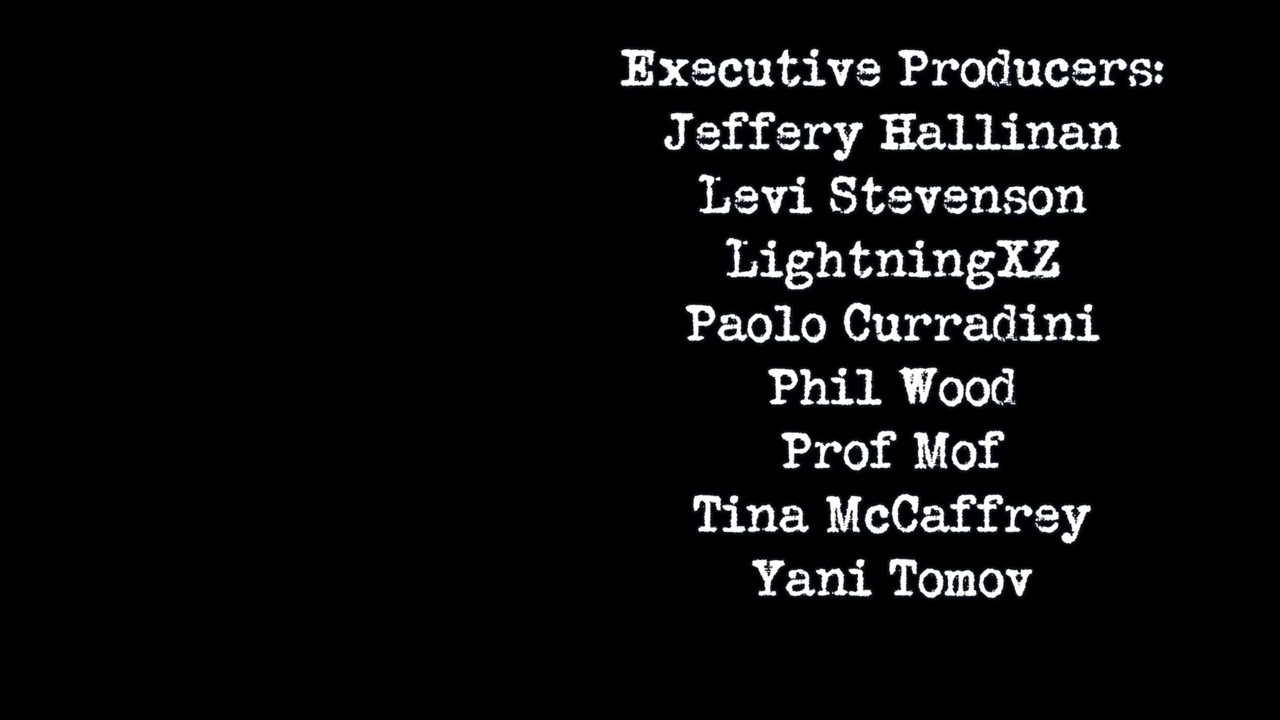 Executive Producers:
Jeffery Hallinan
Levi Stevenson
LightningXZ
Paolo Curradini
Phil Wood
Prof Mof
Tina McCaffrey
Yani Tomov